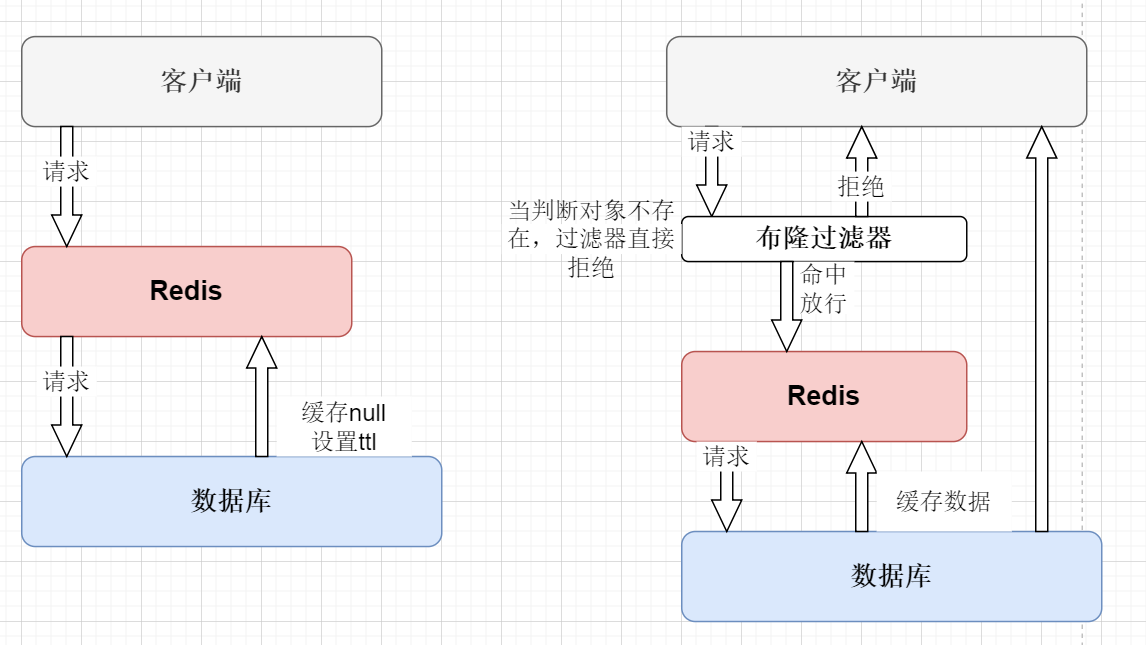 客户端
请求
Redis
请求
缓存null
设置ttl
数据库
客户端
请求
拒绝
当判断对象不存
在，过滤器直接
拒绝
布隆过滤器
命中
放行
Redis
请求
缓存数据
数据库